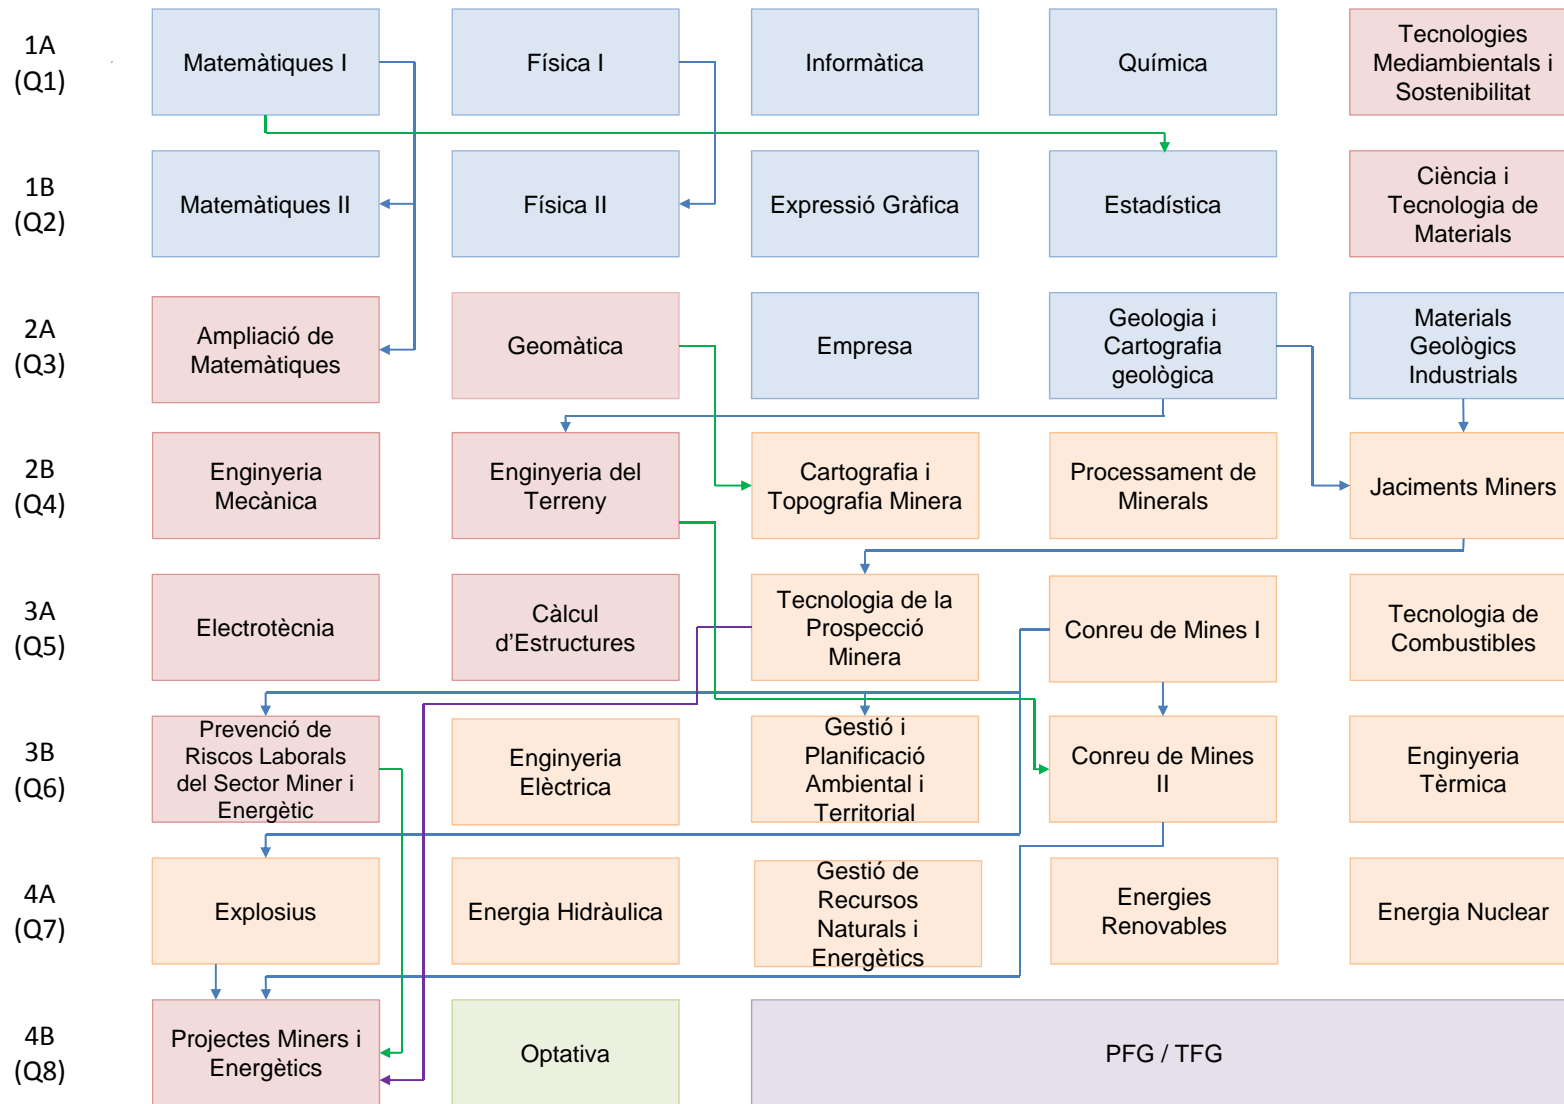 1A
(Q1)
Matemàtiques I
Física I
Informàtica
Química
Tecnologies
Mediambientals i
Sostenibilitat
1B
(Q2)
Matemàtiques II
Física II
Expressió Gràfica
Estadística
Ciència i
Tecnologia de
Materials
2A
(Q3)
Ampliació de
Matemàtiques
Geomàtica
Empresa
Geologia i
Cartografia
geològica
Materials
Geològics
Industrials
2B
(Q4)
Enginyeria
Mecànica
Enginyeria del
Terreny
Cartografia i
Topografia Minera
Processament de
Minerals
Jaciments Miners
3A
(Q5)
Electrotècnia
Càlcul
d’Estructures
Tecnologia de la
Prospecció
Minera
Conreu de Mines I
Tecnologia de
Combustibles
3B
(Q6)
Prevenció de
Riscos Laborals
del Sector Miner i
Energètic
Enginyeria
Elèctrica
Gestió i
Planificació
Ambiental i
Territorial
Conreu de Mines
II
Enginyeria
Tèrmica
4A
(Q7)
Explosius
Energia Hidràulica
Gestió de
Recursos
Naturals i
Energètics
Energies
Renovables
Energia Nuclear
4B
(Q8)
Projectes Miners i
Energètics
Optativa
PFG / TFG